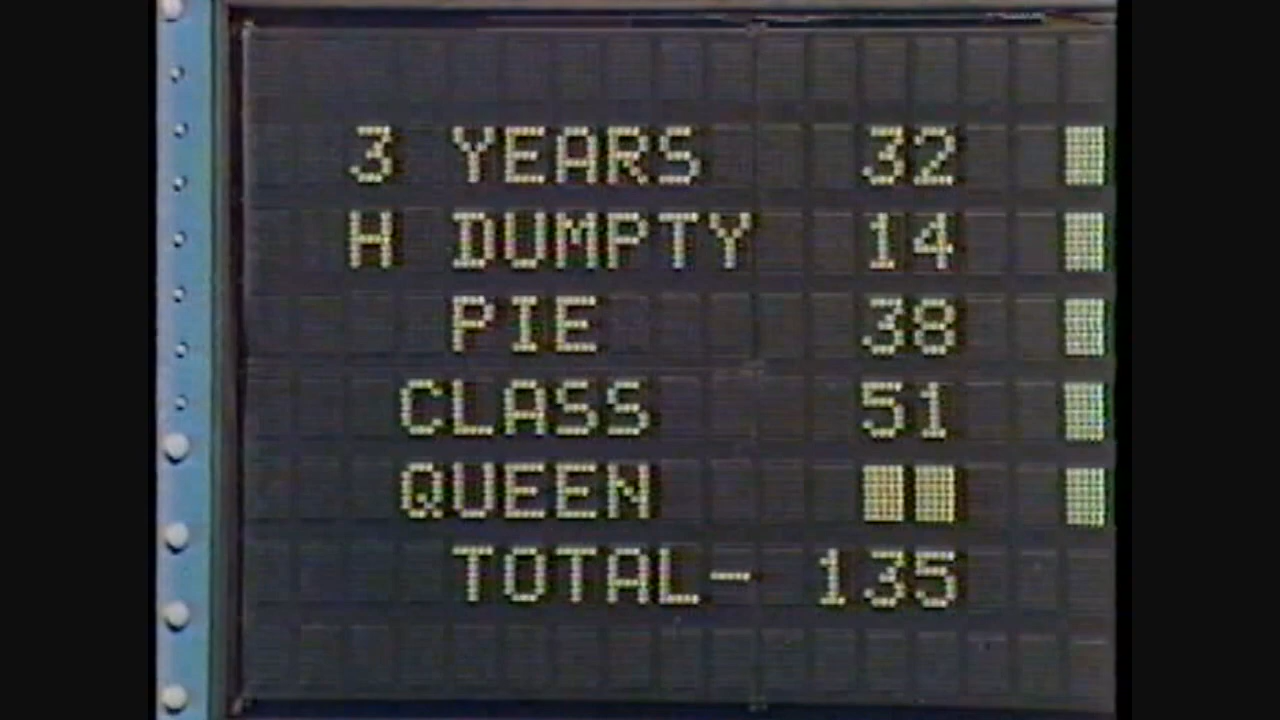 3 YEARS 32
H DUMPTY 14
PIE 38
CLASS 51
QUEEN
TOTAL- 135